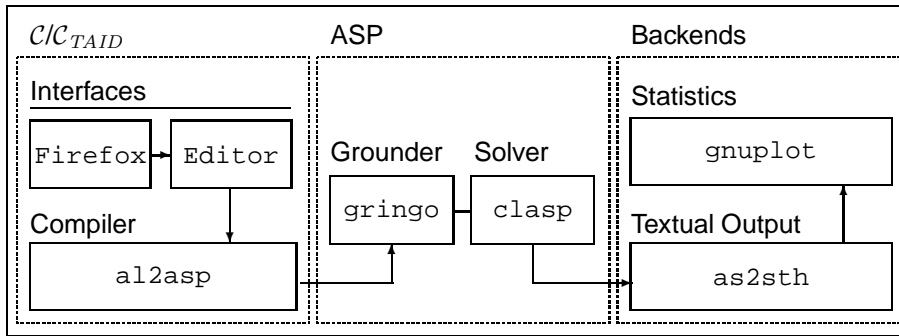 C/C_TAID
ASP
Backends
Interfaces
Firefox
Editor
Compiler
al2asp
Grounder
Solver
gringo
clasp
Statistics
gnuplot
Textual Output
as2sth